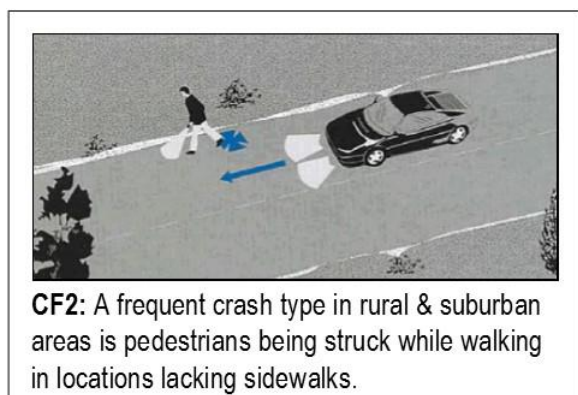 CF2: A frequent crash type in rural & suburban
areas is pedestrians being struck while walking
in locations lacking sidewalks.